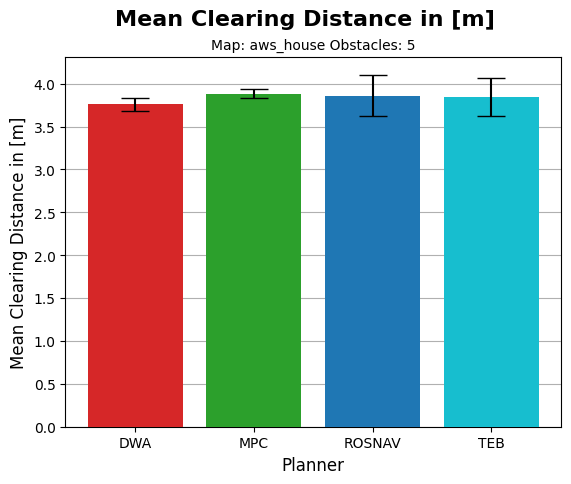 Mean Clearing Distance in [m]
Map: aws_house Obstacles: 5
Mean Clearing Distance in [m]
4.0
3.5
3.0
2.5
2.0
1.5
1.0
0.5
0.0
DWA MPC ROSNAV TEB
Planner